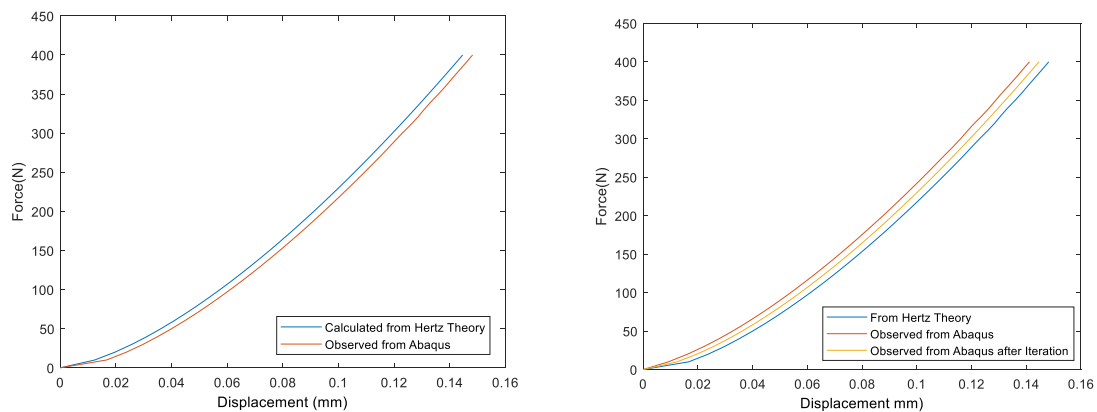 450
400
350
300
250
200
150
100
50
0
Force(N)
0 0.02 0.04 0.06 0.08 0.1 0.12 0.14 0.16
Displacement (mm)
Calculated from Hertz Theory
Observed from Abaqus
450
400
350
300
250
200
150
100
50
0
Force(N)
0 0.02 0.04 0.06 0.08 0.1 0.12 0.14 0.16
Displacement mm)
From Hertz Theory
Observed from Abaqus
Observed from Abaqus after Iteration